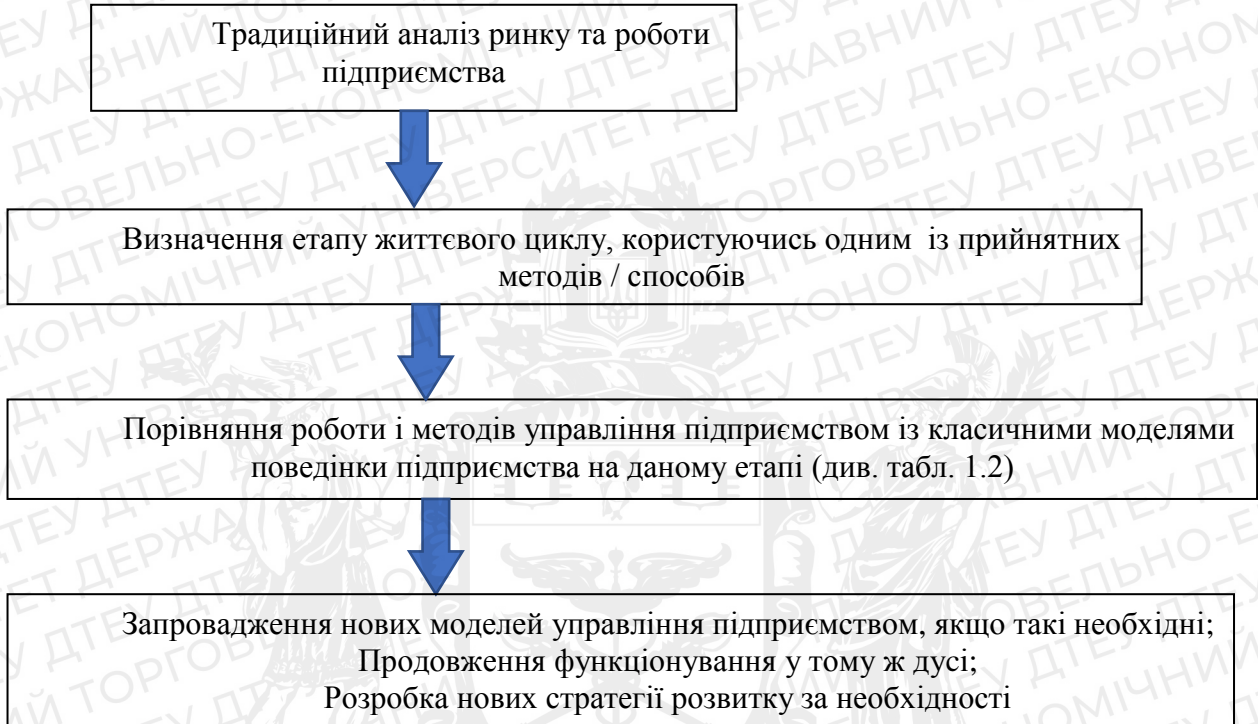 Традиційний аналіз ринку та роботи
підприємства
Визначення етапу життєвого циклу, користуючись одним із прийнятних
методів / способів
Порівняння роботи і методів управління підприємством із класичними моделями
поведінки підприємства на даному етапі (див. табл. 1.2)
Запровадження нових моделей управління підприємством, якщо такі необхідні;
Продовження функціонування у тому ж дусі;
Розробка нових стратегії розвитку за необхідності